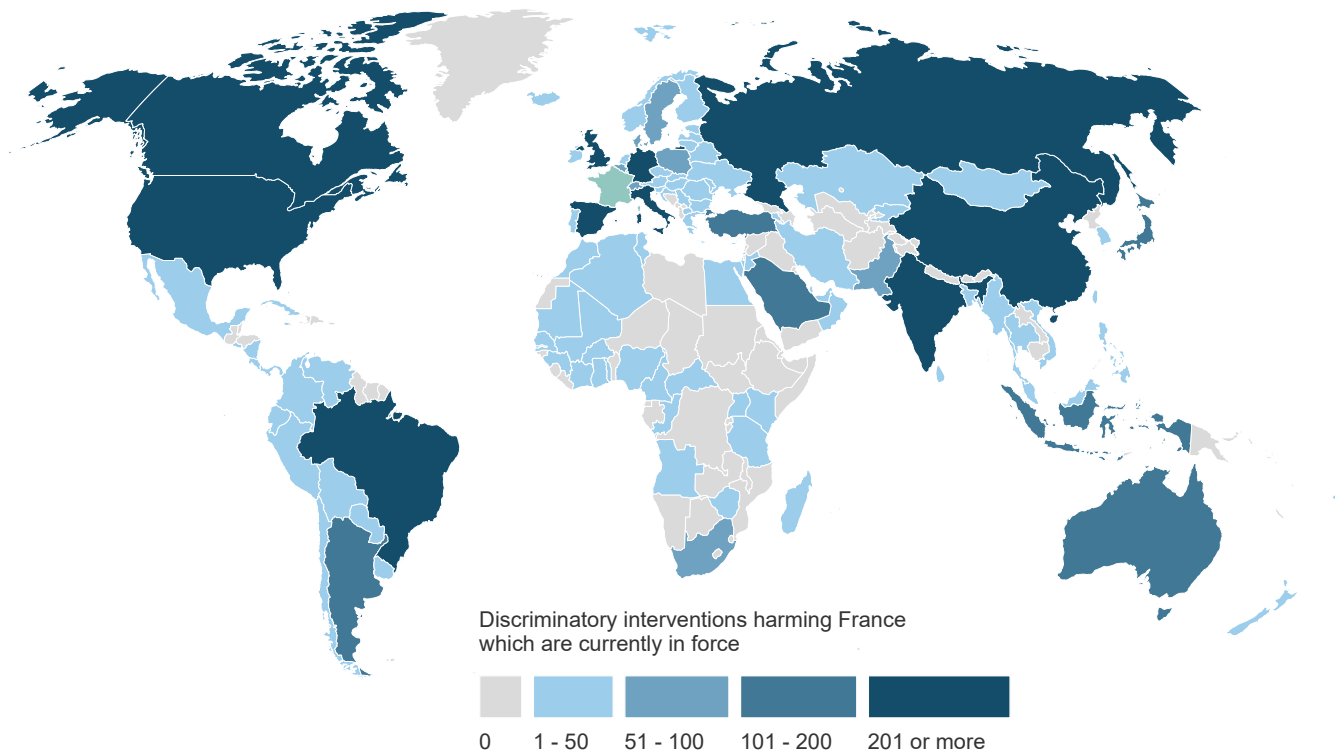 Discriminatory interventions harming France
which are currently in force
0 1 - 50 51 - 100 101 - 200 201 or more